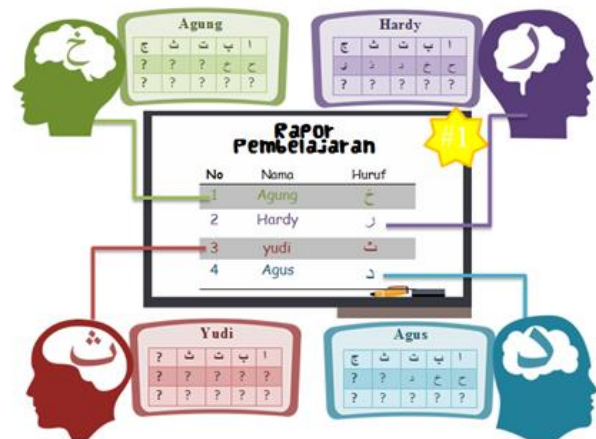 Agung
ا ب ت ث ج
ح خ ? ? ?
? ? ? ? ?
Hardy
ا ب ت ث ج
ح خ د ذ ر
? ? ? ? ?
خ
ر
Rapor
Pembelajaran
#1
No Nama Huruf
1 Agung خ
2 Hardy ر
3 yudi ث
4 Agus د
Yudi
ا ب ت ث ?
? ? ? ? ?
? ? ? ? ?
Agus
ا ب ت ث ج
ح خ د ? ?
? ? ? ? ?
ث
د